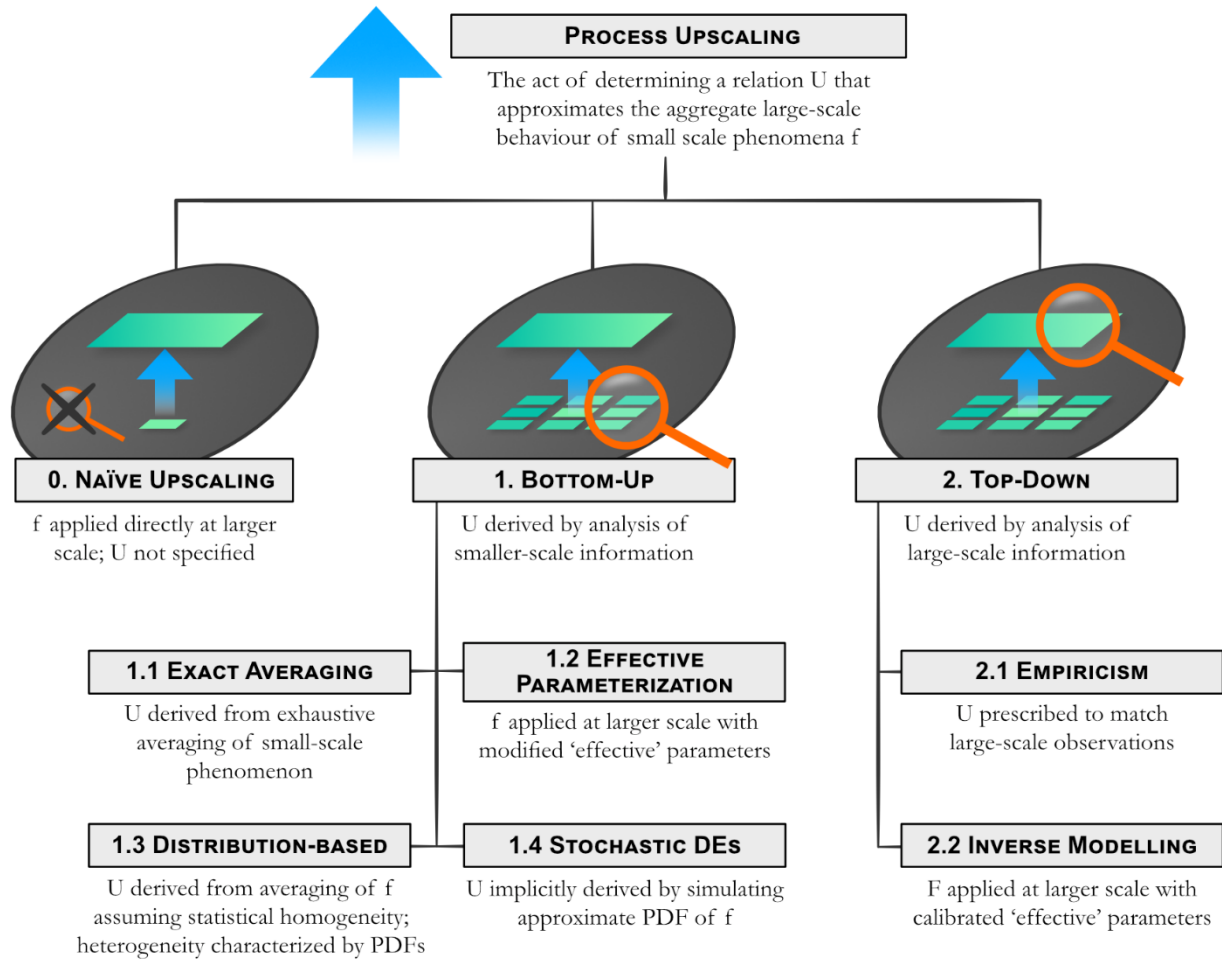 PROCESS UPSCALING
The act of determining a relation U that
approximates the aggregate large-scale
behaviour of small scale phenomena f
0. NAÏVE UPSCALING
f applied directly at larger
scale; U not specified
1. BOTTOM-UP
U derived by analysis of
smaller-scale information
2. TOP-DOWN
U derived by analysis of
large-scale information
1.1 EXACT AVERAGING
U derived from exhaustive
averaging of small-scale
phenomenon
1.2 EFFECTIVE
PARAMETERIZATION
f applied at larger scale with
modified ‘effective’ parameters
2.1 EMPIRICISM
U prescribed to match
large-scale observations
1.3 DISTRIBUTION-BASED
U derived from averaging of f
assuming statistical homogeneity;
heterogeneity characterized by PDFs
1.4 STOCHASTIC DES
U implicitly derived by simulating
approximate PDF of f
2.2 INVERSE MODELLING
F applied at larger scale with
calibrated ‘effective’ parameters